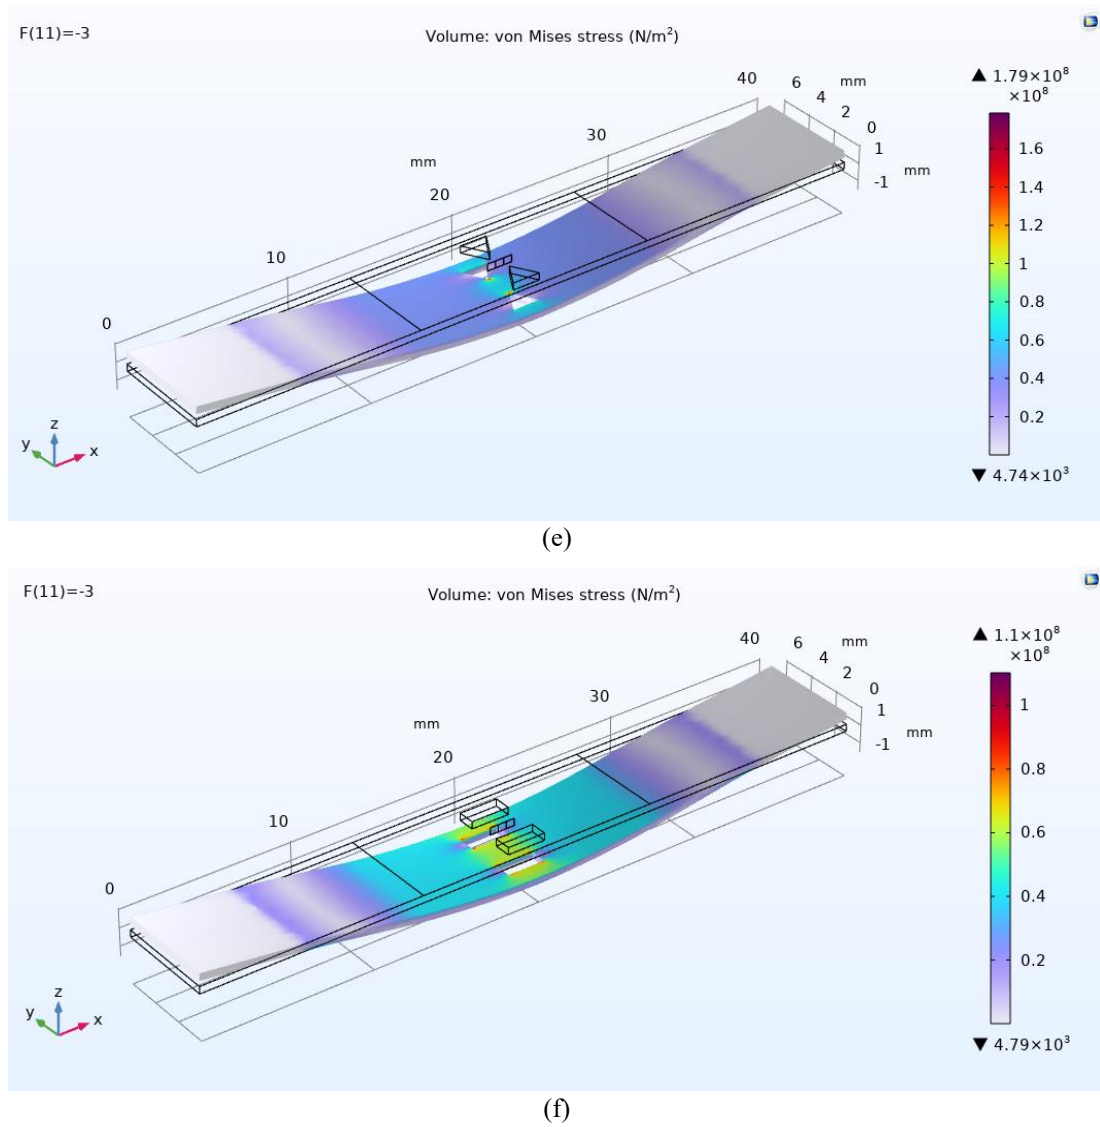 F(11)=-3
Volume: von Mises stress (N/m²)
▲ 1.79×10⁸
×10⁸
40
6
mm
4
2
0
1
-1
mm
30
mm
20
10
0
1.6
1.4
1.2
1
0.8
0.6
0.4
0.2
▼ 4.74×10³
y
z
x
(e)
F(11)=-3
Volume: von Mises stress (N/m²)
▲ 1.1×10⁸
×10⁸
40
6
mm
4
2
0
1
-1
mm
30
mm
20
10
0
1
0.8
0.6
0.4
0.2
▼ 4.79×10³
y
z
x
(f)